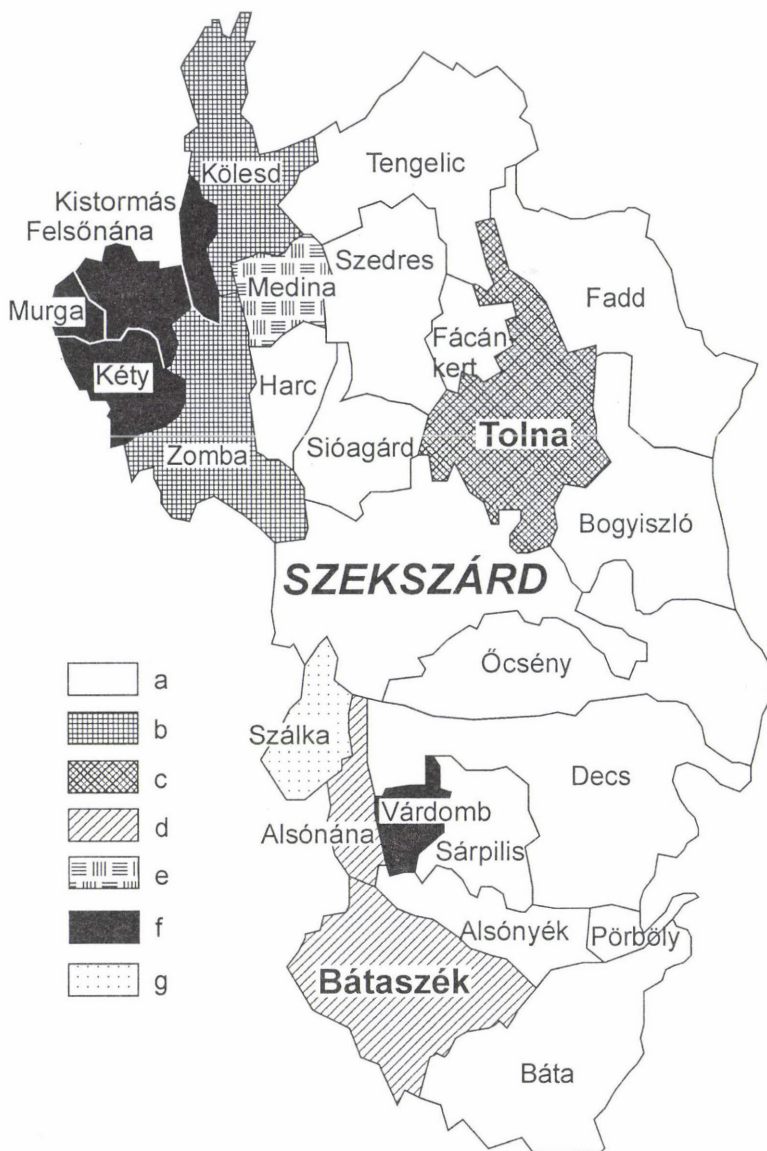 Kölesd
Tengelic
Kistormás
Felsőnána
Szedres
Medina
Fadd
Murga
Fácán-
kert
Kéty
Harc
Tolna
Sióagárd
Zomba
Bogyiszló
SZEKSZÁRD
Őcsény
a
b
c
d
e
f
g
Szálka
Decs
Várdomb
Alsónána
Sárpilis
Alsónyék
Pörböly
Bátaszék
Báta